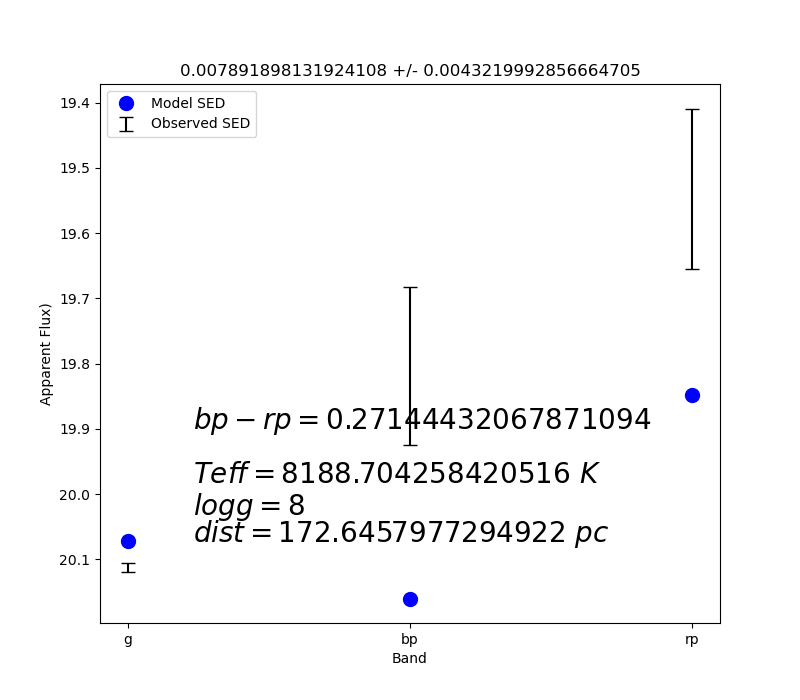 0.007891898131924108 +/- 0.0043219992856664705
Model SED
Observed SED
19.4
19.5
19.6
19.7
19.8
19.9
20.0
20.1
Apparent Flux)
bp − rp = 0.27144432067871094
Teff = 8188.704258420516 K
logg = 8
dist = 172.6457977294922 pc
g
bp
rp
Band